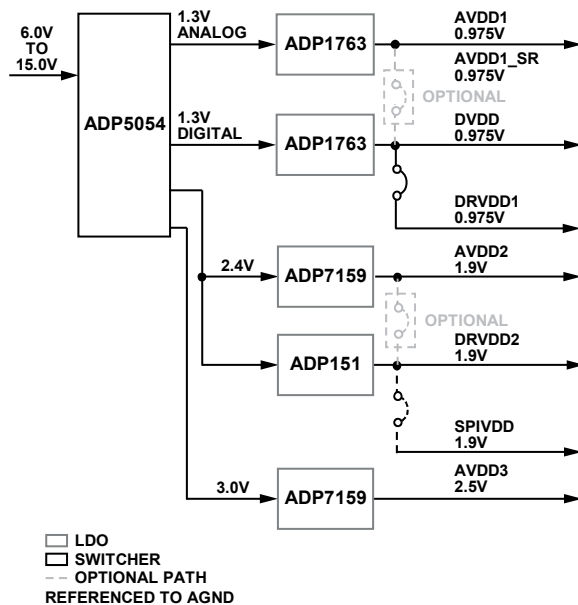 6.0V
TO
15.0V
ADP5054
1.3V
ANALOG
ADP1763
AVDD1
0.975V
AVDD1_SR
0.975V
OPTIONAL
1.3V
DIGITAL
ADP1763
DVDD
0.975V
DRVDD1
0.975V
2.4V
ADP7159
AVDD2
1.9V
OPTIONAL
ADP151
DRVDD2
1.9V
SPIVDD
1.9V
3.0V
ADP7159
AVDD3
2.5V
LDO
SWITCHER
OPTIONAL PATH
REFERENCED TO AGND